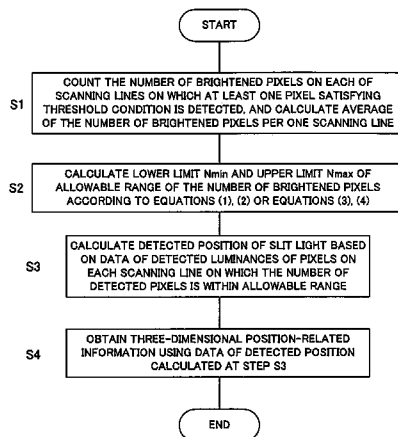 START
S1
COUNT THE NUMBER OF BRIGHTENED PIXELS ON EACH OF
SCANNING LINES ON WHICH AT LEAST ONE PIXEL SATISFYING
THRESHOLD CONDITION IS DETECTED, AND CALCULATE AVERAGE
OF THE NUMBER OF BRIGHTENED PIXELS PER ONE SCANNING LINE
S2
CALCULATE LOWER LIMIT Nmin AND UPPER LIMIT Nmax OF
ALLOWABLE RANGE OF THE NUMBER OF BRIGHTENED PIXELS
ACCORDING TO EQUATIONS (1), (2) OR EQUATIONS (3), (4)
S3
CALCULATE DETECTED POSITION OF SLIT LIGHT BASED
ON DATA OF DETECTED LUMINANCES OF PIXELS ON
EACH SCANNING LINE ON WHICH THE NUMBER OF
DETECTED PIXELS IS WITHIN ALLOWABLE RANGE
S4
OBTAIN THREE-DIMENSIONAL POSITION-RELATED
INFORMATION USING DATA OF DETECTED POSITION
CALCULATED AT STEP S3
END